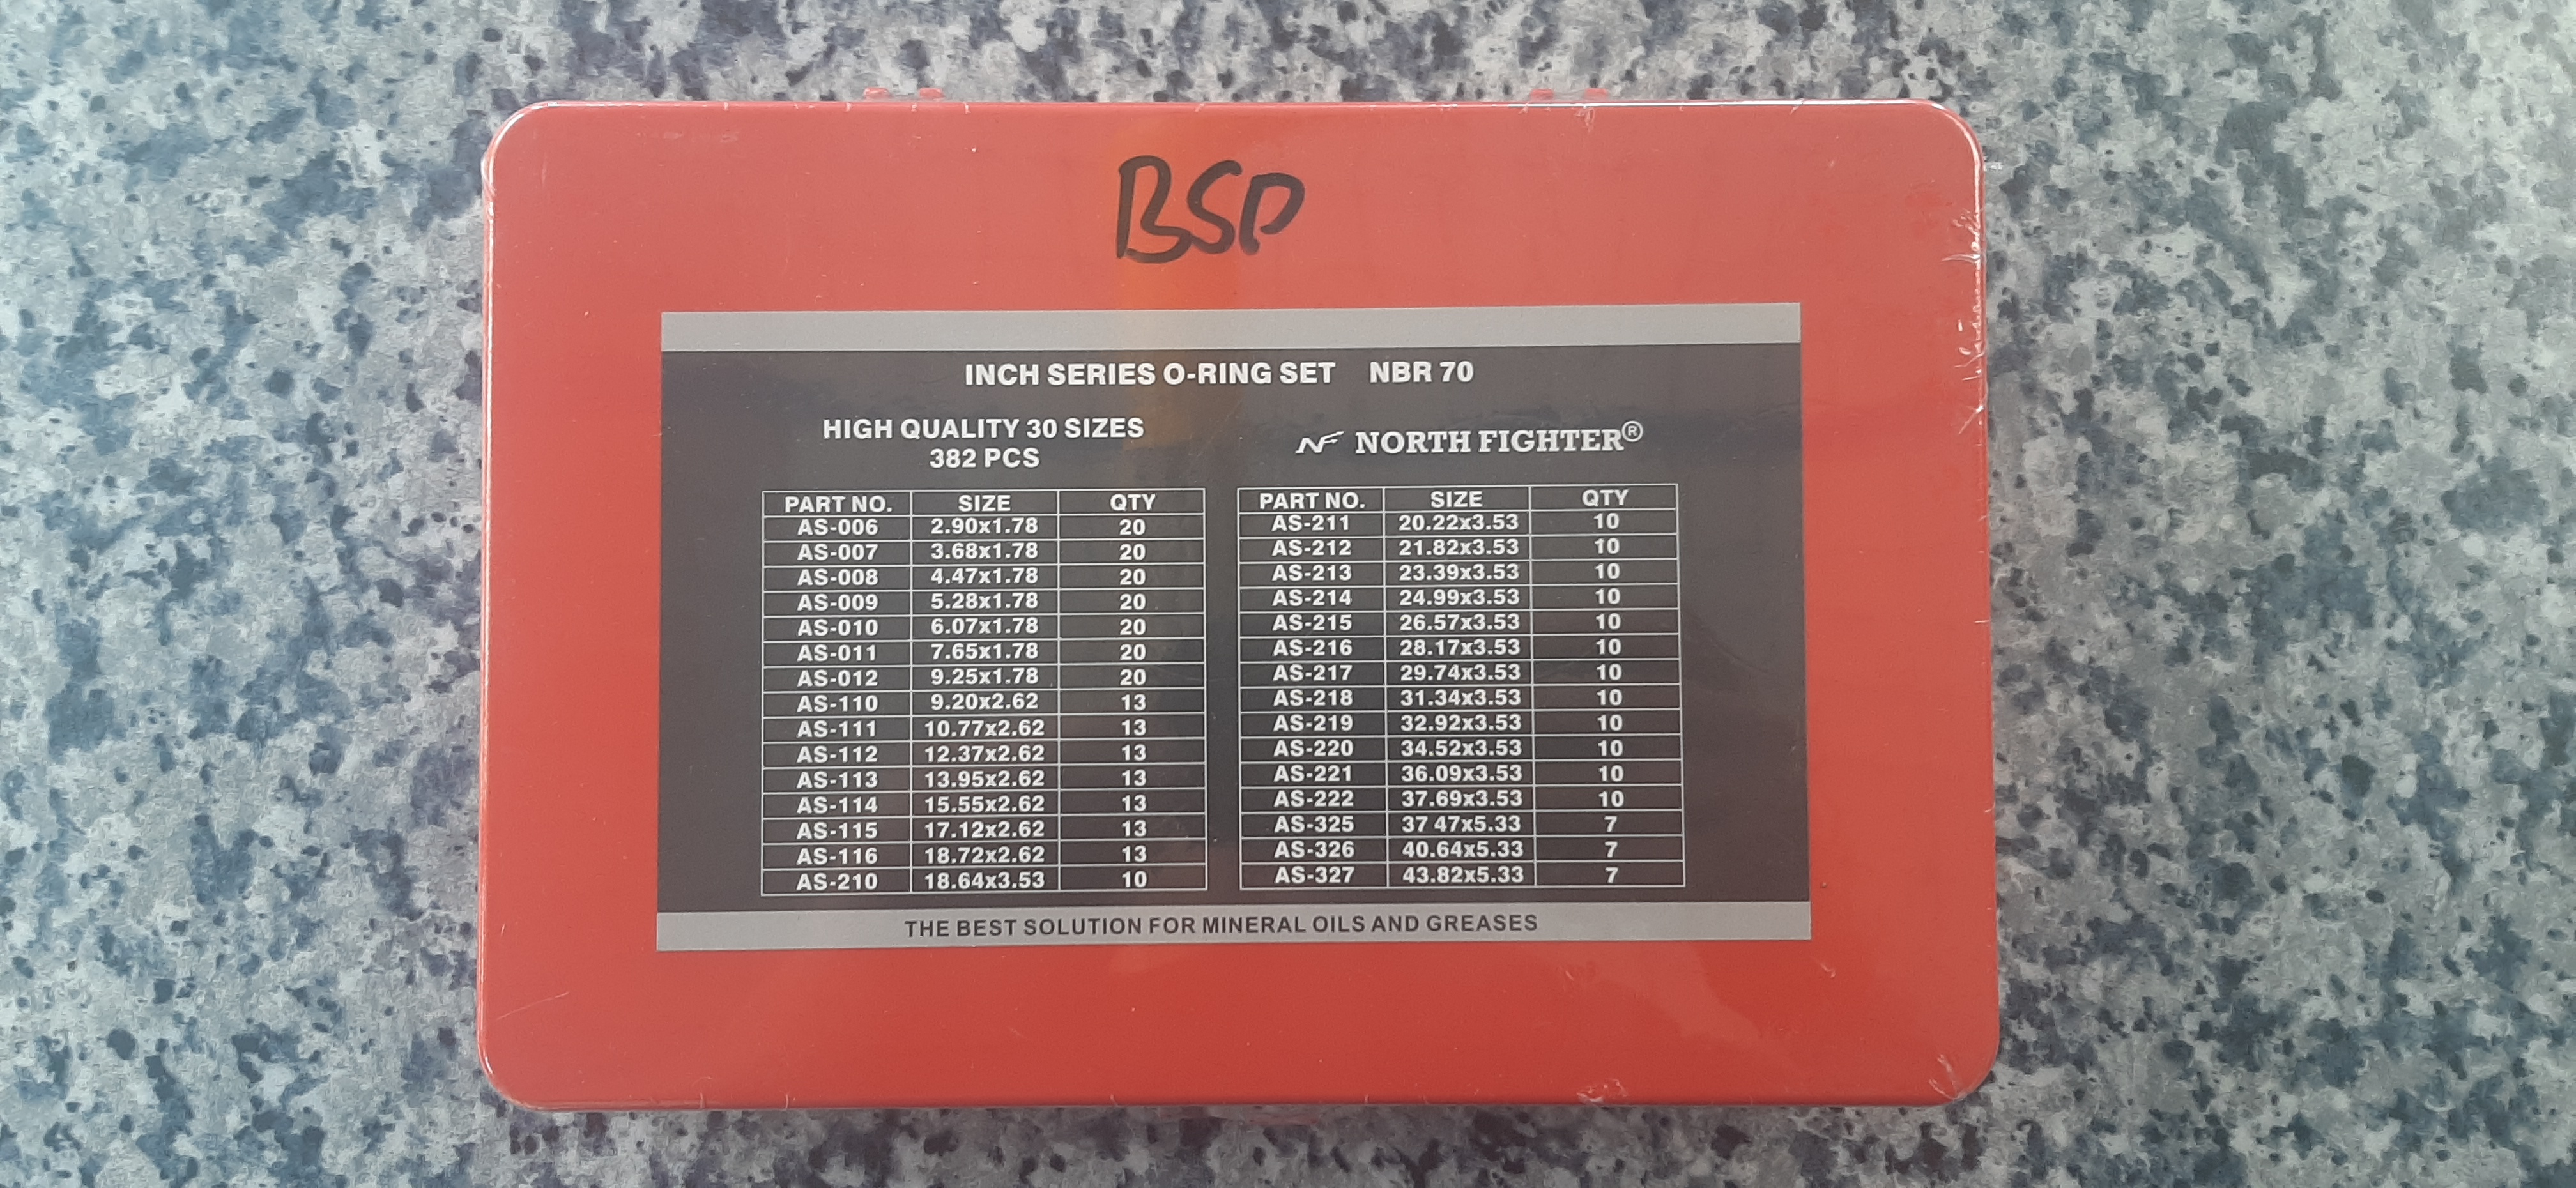 BSP
INCH SERIES O-RING SET NBR 70
HIGH QUALITY 30 SIZES
382 PCS
NF NORTH FIGHTER®
PART NO. SIZE QTY
AS-006 2.90x1.78 20
AS-007 3.68x1.78 20
AS-008 4.47x1.78 20
AS-009 5.28x1.78 20
AS-010 6.07x1.78 20
AS-011 7.65x1.78 20
AS-012 9.25x1.78 20
AS-110 9.20x2.62 13
AS-111 10.77x2.62 13
AS-112 12.37x2.62 13
AS-113 13.95x2.62 13
AS-114 15.55x2.62 13
AS-115 17.12x2.62 13
AS-116 18.72x2.62 13
AS-210 18.64x3.53 10
PART NO. SIZE QTY
AS-211 20.22x3.53 10
AS-212 21.82x3.53 10
AS-213 23.39x3.53 10
AS-214 24.99x3.53 10
AS-215 26.57x3.53 10
AS-216 28.17x3.53 10
AS-217 29.74x3.53 10
AS-218 31.34x3.53 10
AS-219 32.92x3.53 10
AS-220 34.52x3.53 10
AS-221 36.09x3.53 10
AS-222 37.69x3.53 10
AS-325 37 47x5.33 7
AS-326 40.64x5.33 7
AS-327 43.82x5.33 7
THE BEST SOLUTION FOR MINERAL OILS AND GREASES